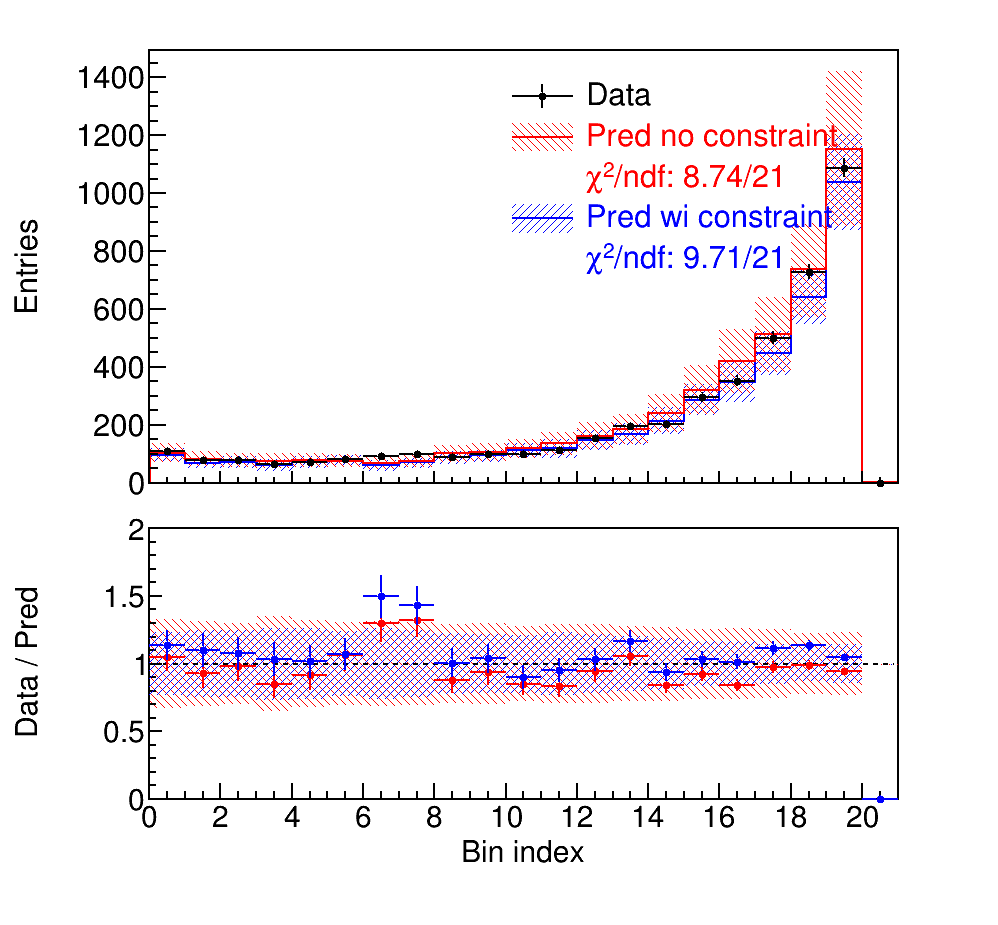 1400
1200
1000
800
600
400
200
0
Entries
Data
Pred no constraint
χ²/ndf: 8.74/21
Pred wi constraint
χ²/ndf: 9.71/21
2
1.5
1
0.5
0
Data / Pred
0 2 4 6 8 10 12 14 16 18 20
Bin index